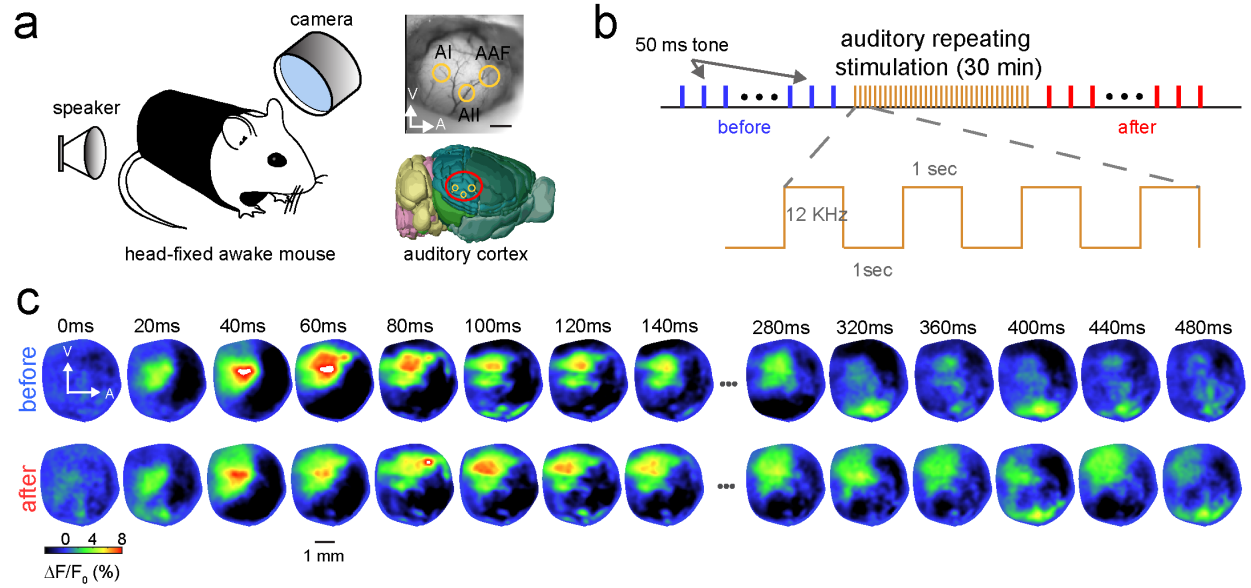 a
camera
speaker
head-fixed awake mouse
AI AAF
AII
V
A
auditory cortex
b
50 ms tone
auditory repeating
stimulation (30 min)
before
after
1 sec
12 KHz
1sec
c
0ms 20ms 40ms 60ms 80ms 100ms 120ms 140ms 280ms 320ms 360ms 400ms 440ms 480ms
before
V
A
...
after
...
0 4 8
ΔF/F0 (%)
1 mm